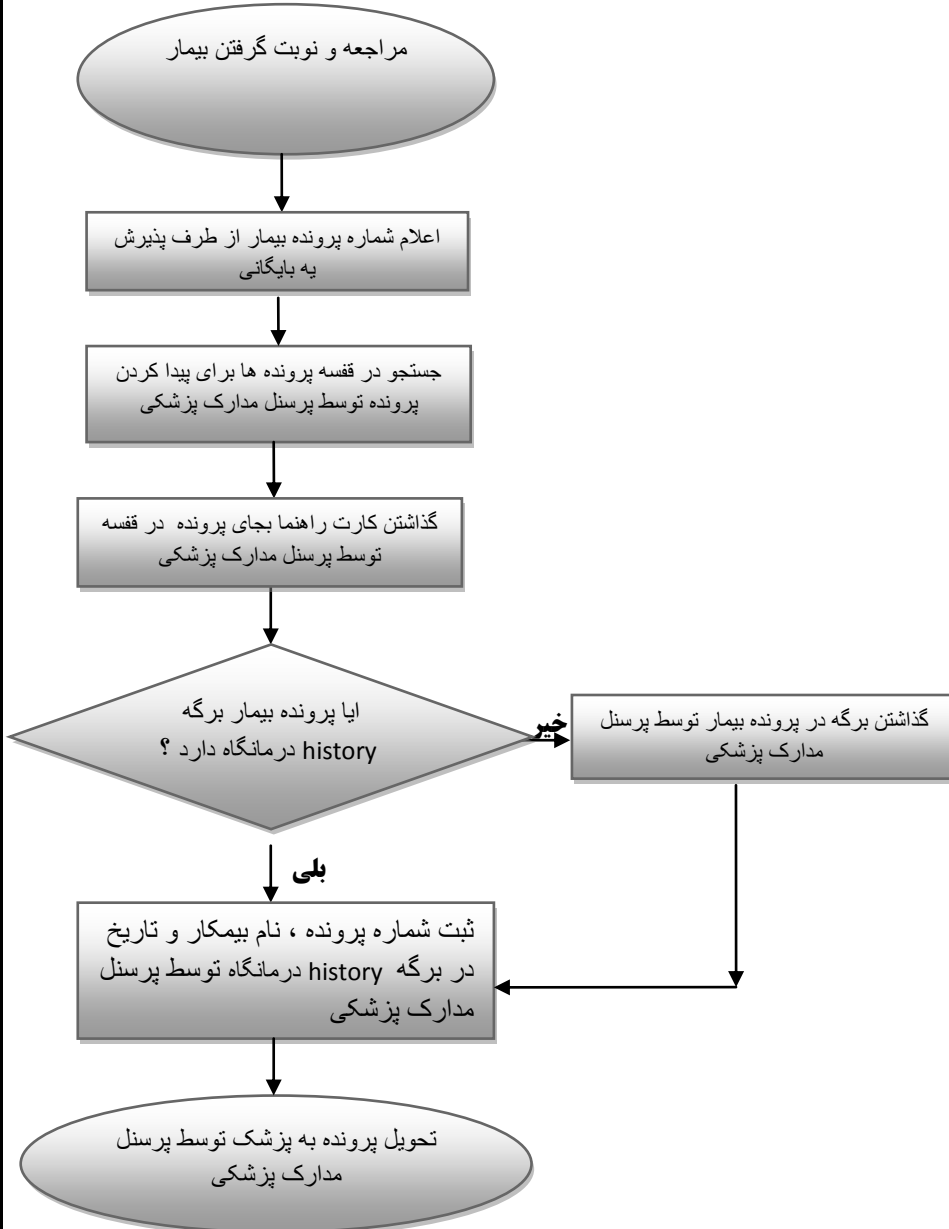 مراجعه و نوبت گرفتن بیمار
اعلام شماره پرونده بیمار از طرف پذیرش
یه بایگانی
جستجو در قفسه پرونده ها برای پیدا کردن
پرونده توسط پرسنل مدارک پزشکی
گذاشتن کارت راهنما بجای پرونده در قفسه
توسط پرسنل مدارک پزشکی
ایا پرونده بیمار برگه
history درمانگاه دارد ؟
خیر
گذاشتن برگه در پرونده بیمار توسط پرسنل
مدارک پزشکی
بلی
ثبت شماره پرونده ، نام بیمکار و تاریخ
در برگه history درمانگاه توسط پرسنل
مدارک پزشکی
تحویل پرونده به پزشک توسط پرسنل
مدارک پزشکی